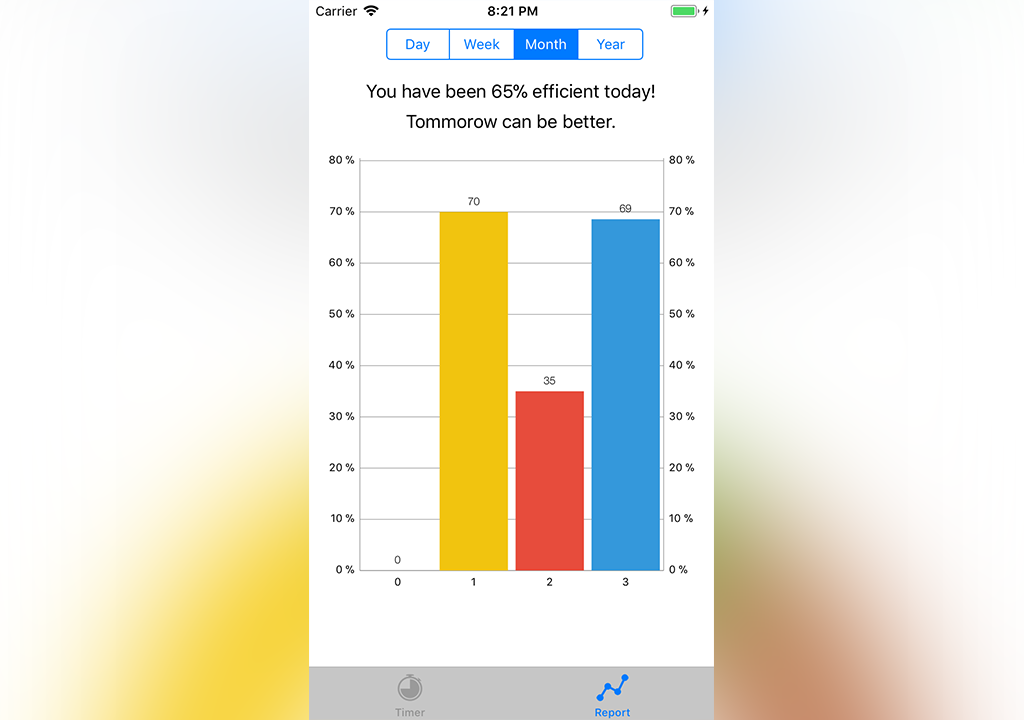 Carrier 8:21 PM
Day Week Month Year
You have been 65% efficient today!
Tommorow can be better.
80 % 80 %
70
70 % 69 70 %
60 % 60 %
50 % 50 %
40 % 40 %
35
30 % 30 %
20 % 20 %
10 % 10 %
0
0 % 0 %
0 1 2 3
Timer Report